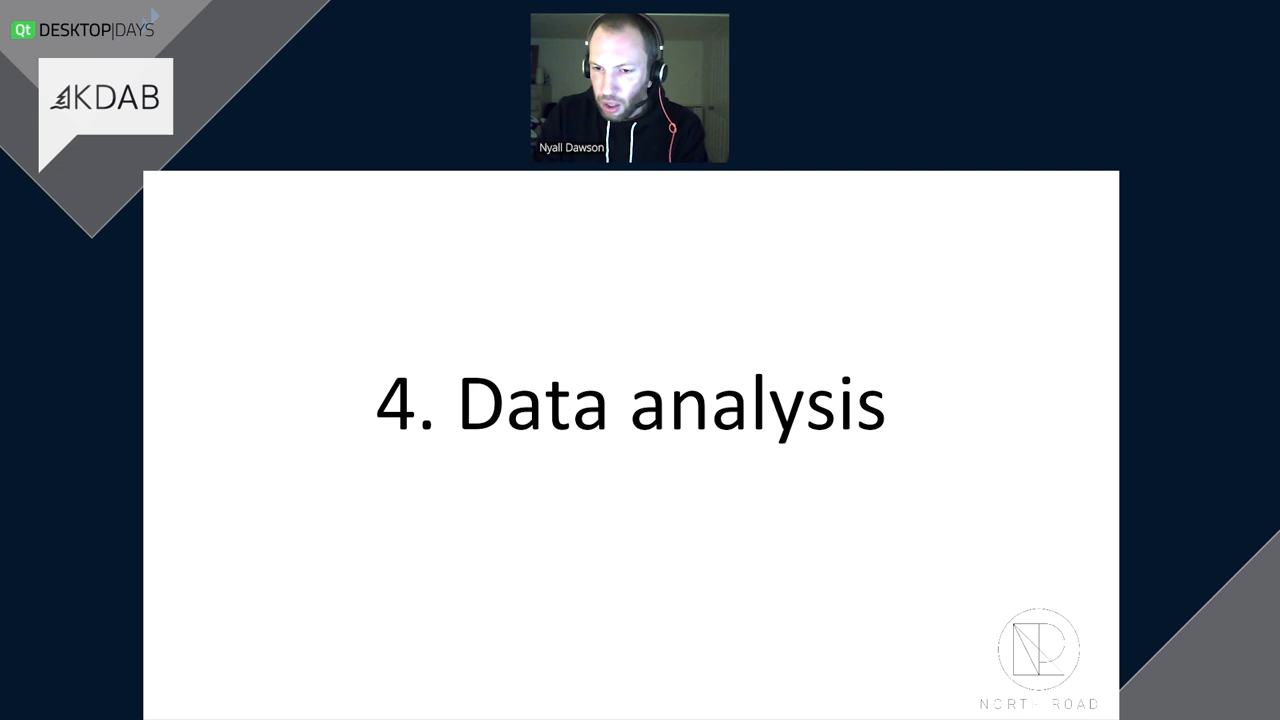 Qt DESKTOP|DAYS
KDAB
Nyall Dawson
4. Data analysis
NORTH ROAD